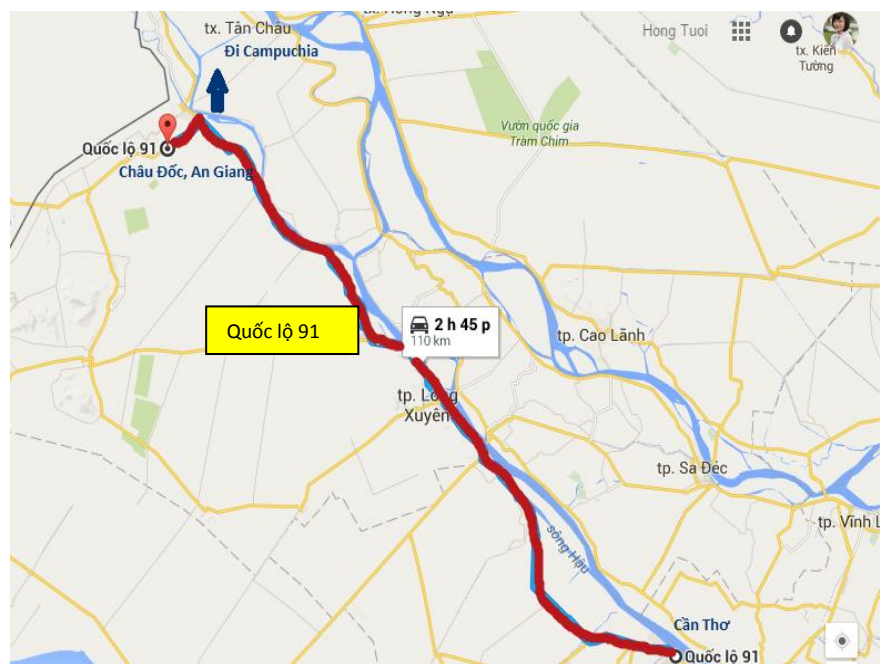 tx. Tân Châu
Đi Campuchia
Hong Tuoi
tx. Kiến
Tường
Vườn quốc gia
Tràm Chim
Quốc lộ 91
Châu Đốc, An Giang
Quốc lộ 91
2 h 45 p
110 km
tp. Cao Lãnh
tp. Long
Xuyên
tp. Sa Đéc
tp. Vĩnh L
sông Hậu
Cần Thơ
Quốc lộ 91